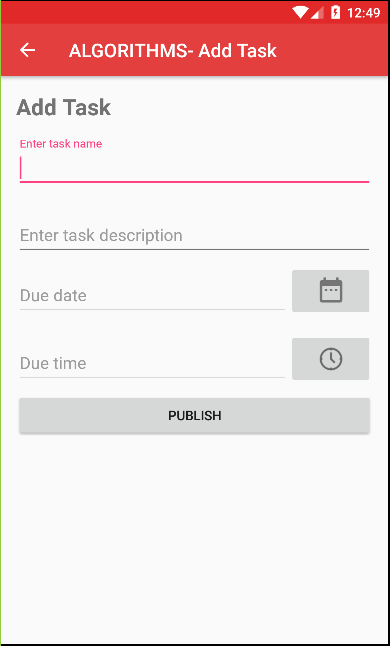 12:49
ALGORITHMS- Add Task
Add Task
Enter task name
Enter task description
Due date
Due time
PUBLISH